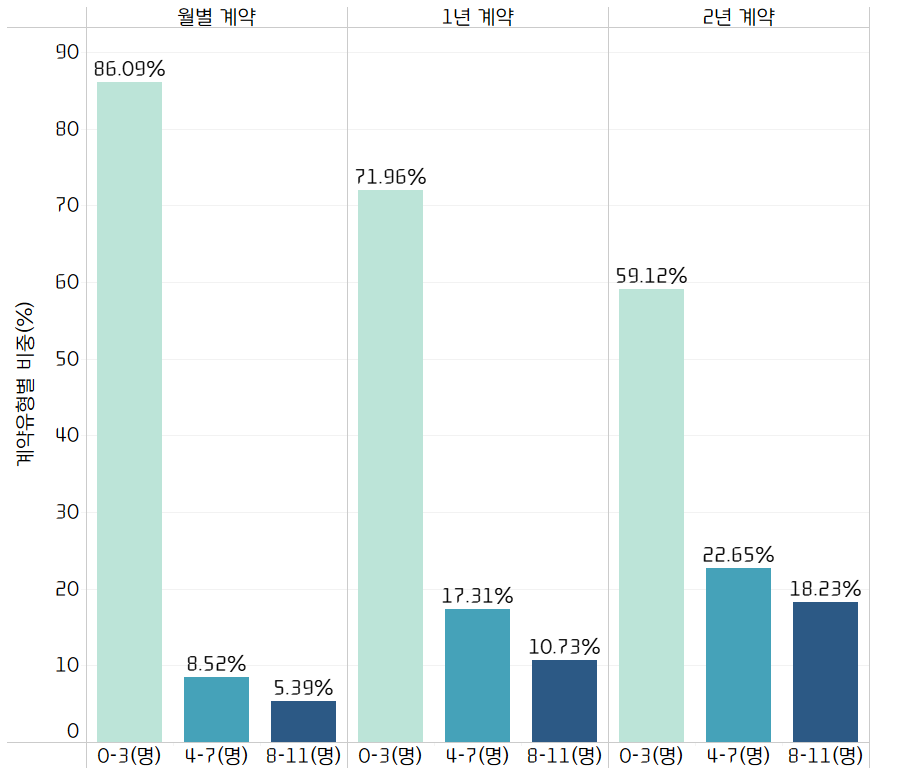 월별 계약
1년 계약
2년 계약
계약유형별 비중(%)
90
80
70
60
50
40
30
20
10
0
86.09%
8.52%
5.39%
71.96%
17.31%
10.73%
59.12%
22.65%
18.23%
0-3(명)
4-7(명)
8-11(명)
0-3(명)
4-7(명)
8-11(명)
0-3(명)
4-7(명)
8-11(명)